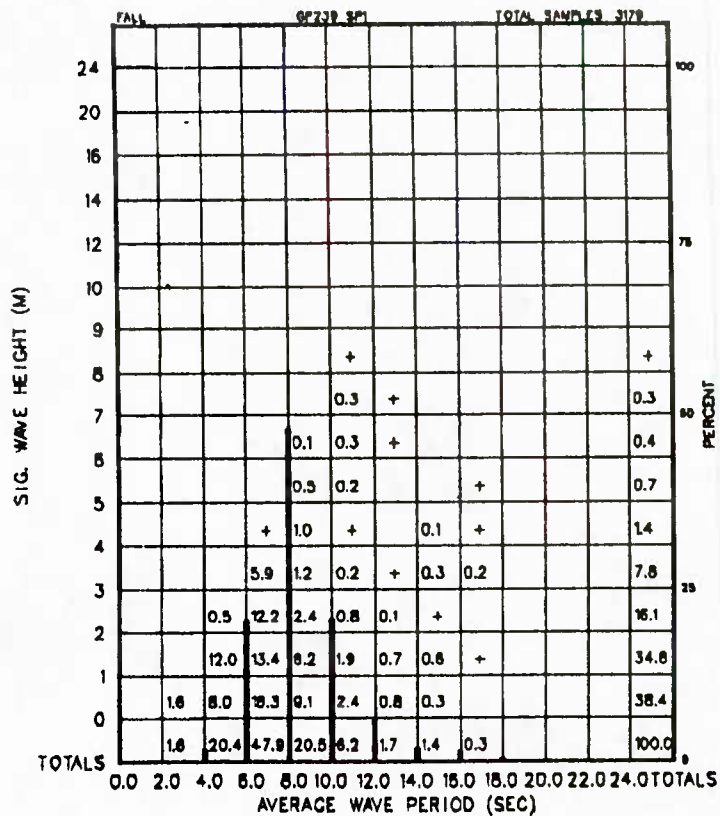 FALL GP239 SP1 TOTAL SAMPLES 3179
24 100
20
16
14
12 75
10
9
+ +
8
0.3 + 0.3
7 50
0.1 0.3 + 0.4
6
0.5 0.2 + 0.7
5
+ 1.0 + 0.1 + 1.4
4
5.9 1.2 0.2 + 0.3 0.2 7.8
3 25
0.5 12.2 2.4 0.8 0.1 + 16.1
2
12.0 13.4 6.2 1.9 0.7 0.6 + 34.8
1
1.6 8.0 16.3 9.1 2.4 0.8 0.3 38.4
0
1.6 20.4 47.9 20.5 6.2 1.7 1.4 0.3 100.0
TOTALS 0
0.0 2.0 4.0 6.0 8.0 10.0 12.0 14.0 16.0 18.0 20.0 22.0 24.0 TOTALS
AVERAGE WAVE PERIOD (SEC)
SIG. WAVE HEIGHT (M)
PERCENT